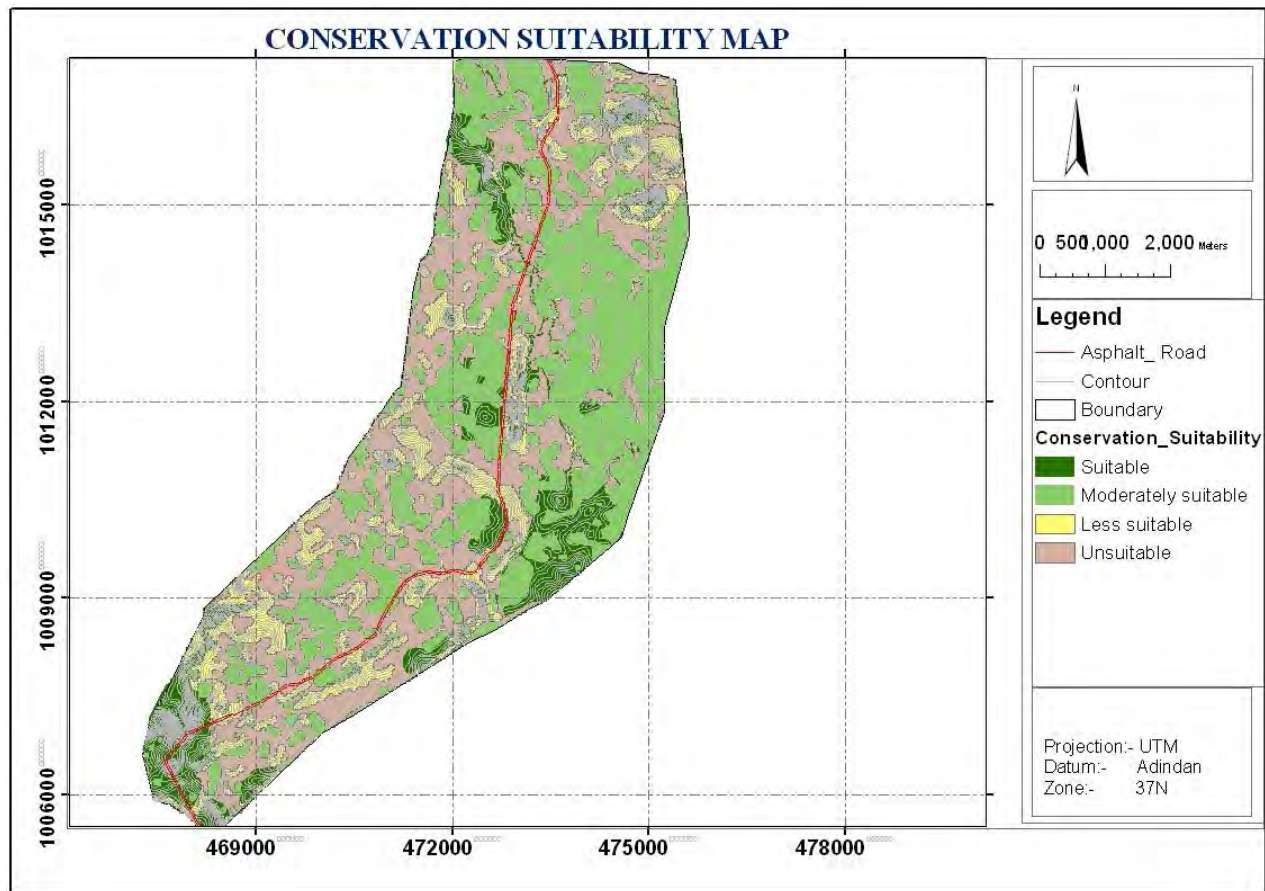 CONSERVATION SUITABILITY MAP
N
0 500 1,000 2,000 Meters
Legend
Asphalt_ Road
Contour
Boundary
Conservation_Suitability
Suitable
Moderately suitable
Less suitable
Unsuitable
Projection:- UTM
Datum:- Adindan
Zone:- 37N
1015000
1012000
1009000
1006000
469000
472000
475000
478000